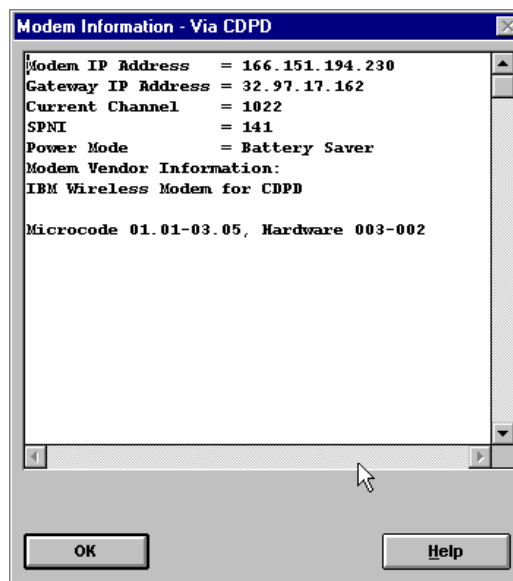 Modem Information - Via CDPD
Modem IP Address = 166.151.194.230
Gateway IP Address = 32.97.17.162
Current Channel = 1022
SPNI = 141
Power Mode = Battery Saver
Modem Vendor Information:
IBM Wireless Modem for CDPD
Microcode 01.01-03.05, Hardware 003-002
OK
Help